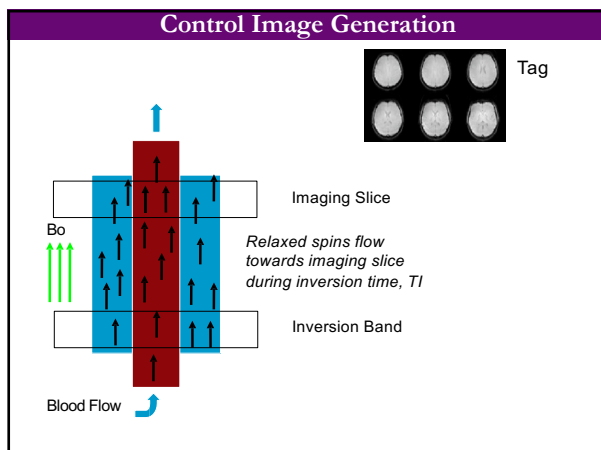 Control Image Generation
Tag
Imaging Slice
Bo
Relaxed spins flow
towards imaging slice
during inversion time, TI
Inversion Band
Blood Flow